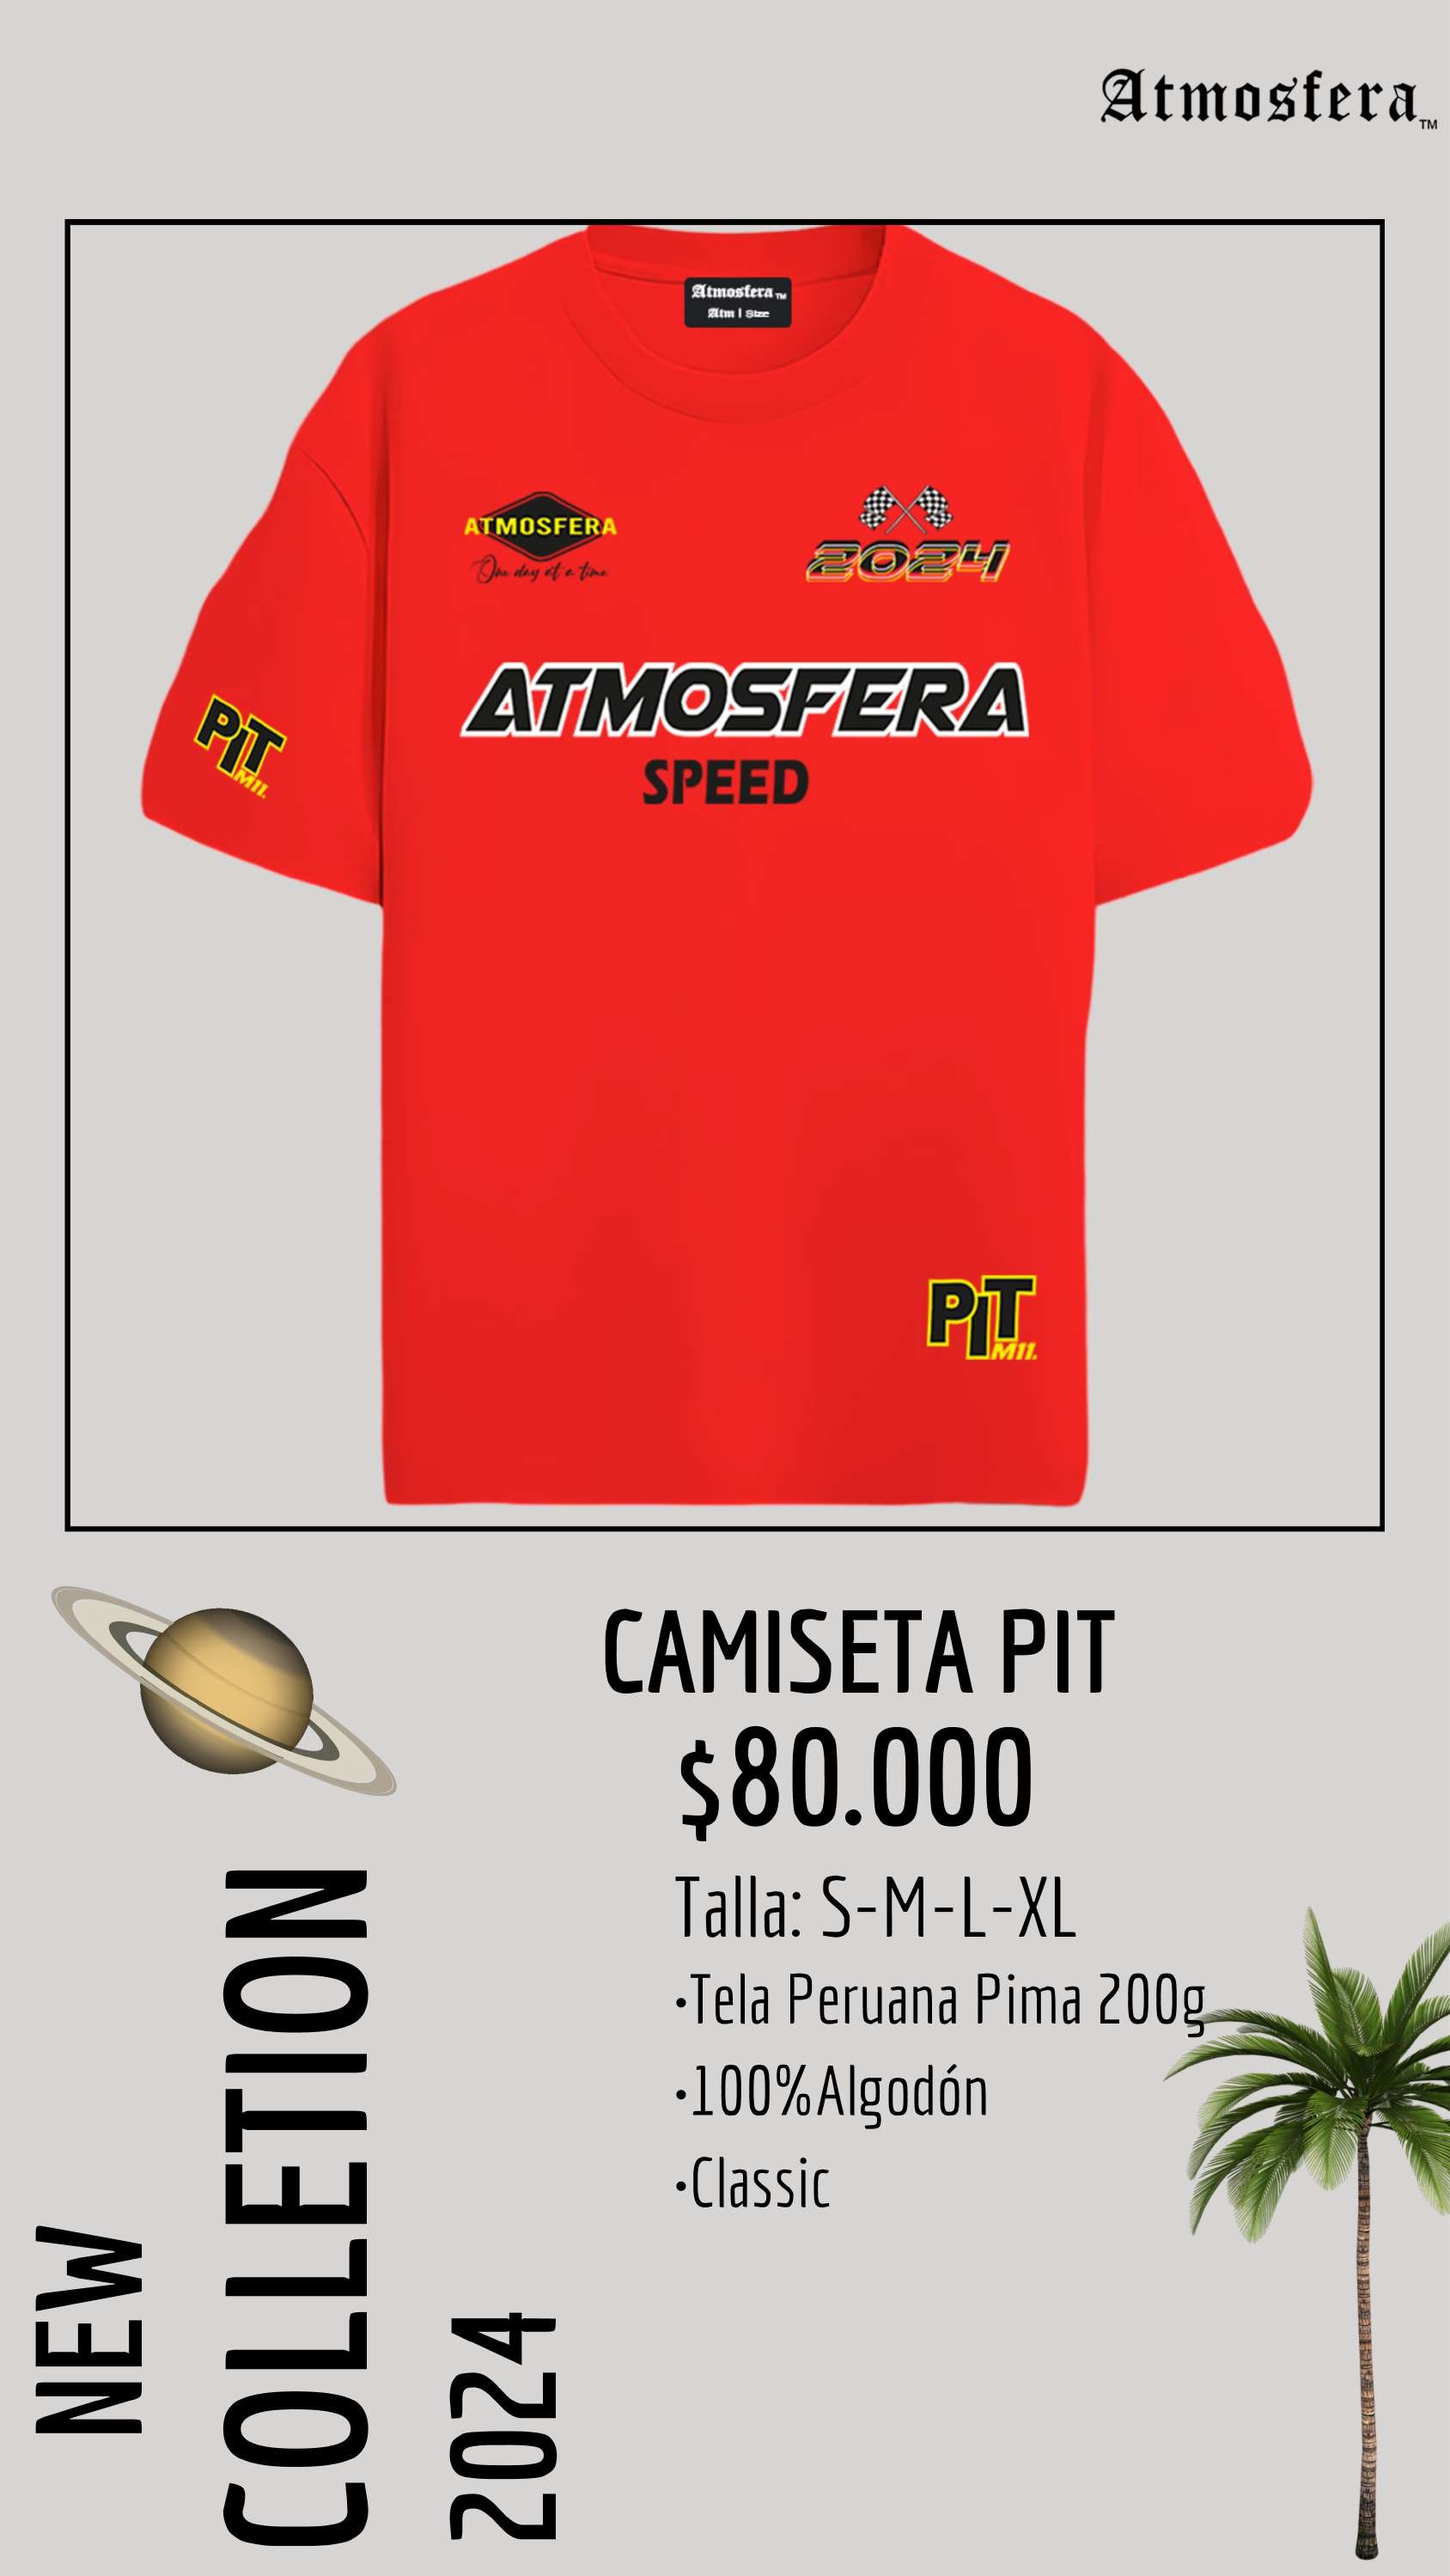 Atmosfera™
Atmosfera™
Atm | Size
ATMOSFERA
One day at a time
2024
ATMOSFERA
SPEED
PIT
M11.
PIT
M11.
CAMISETA PIT
$80.000
Talla: S-M-L-XL
•Tela Peruana Pima 200g
•100%Algodón
•Classic
NEW
COLLETION
2024